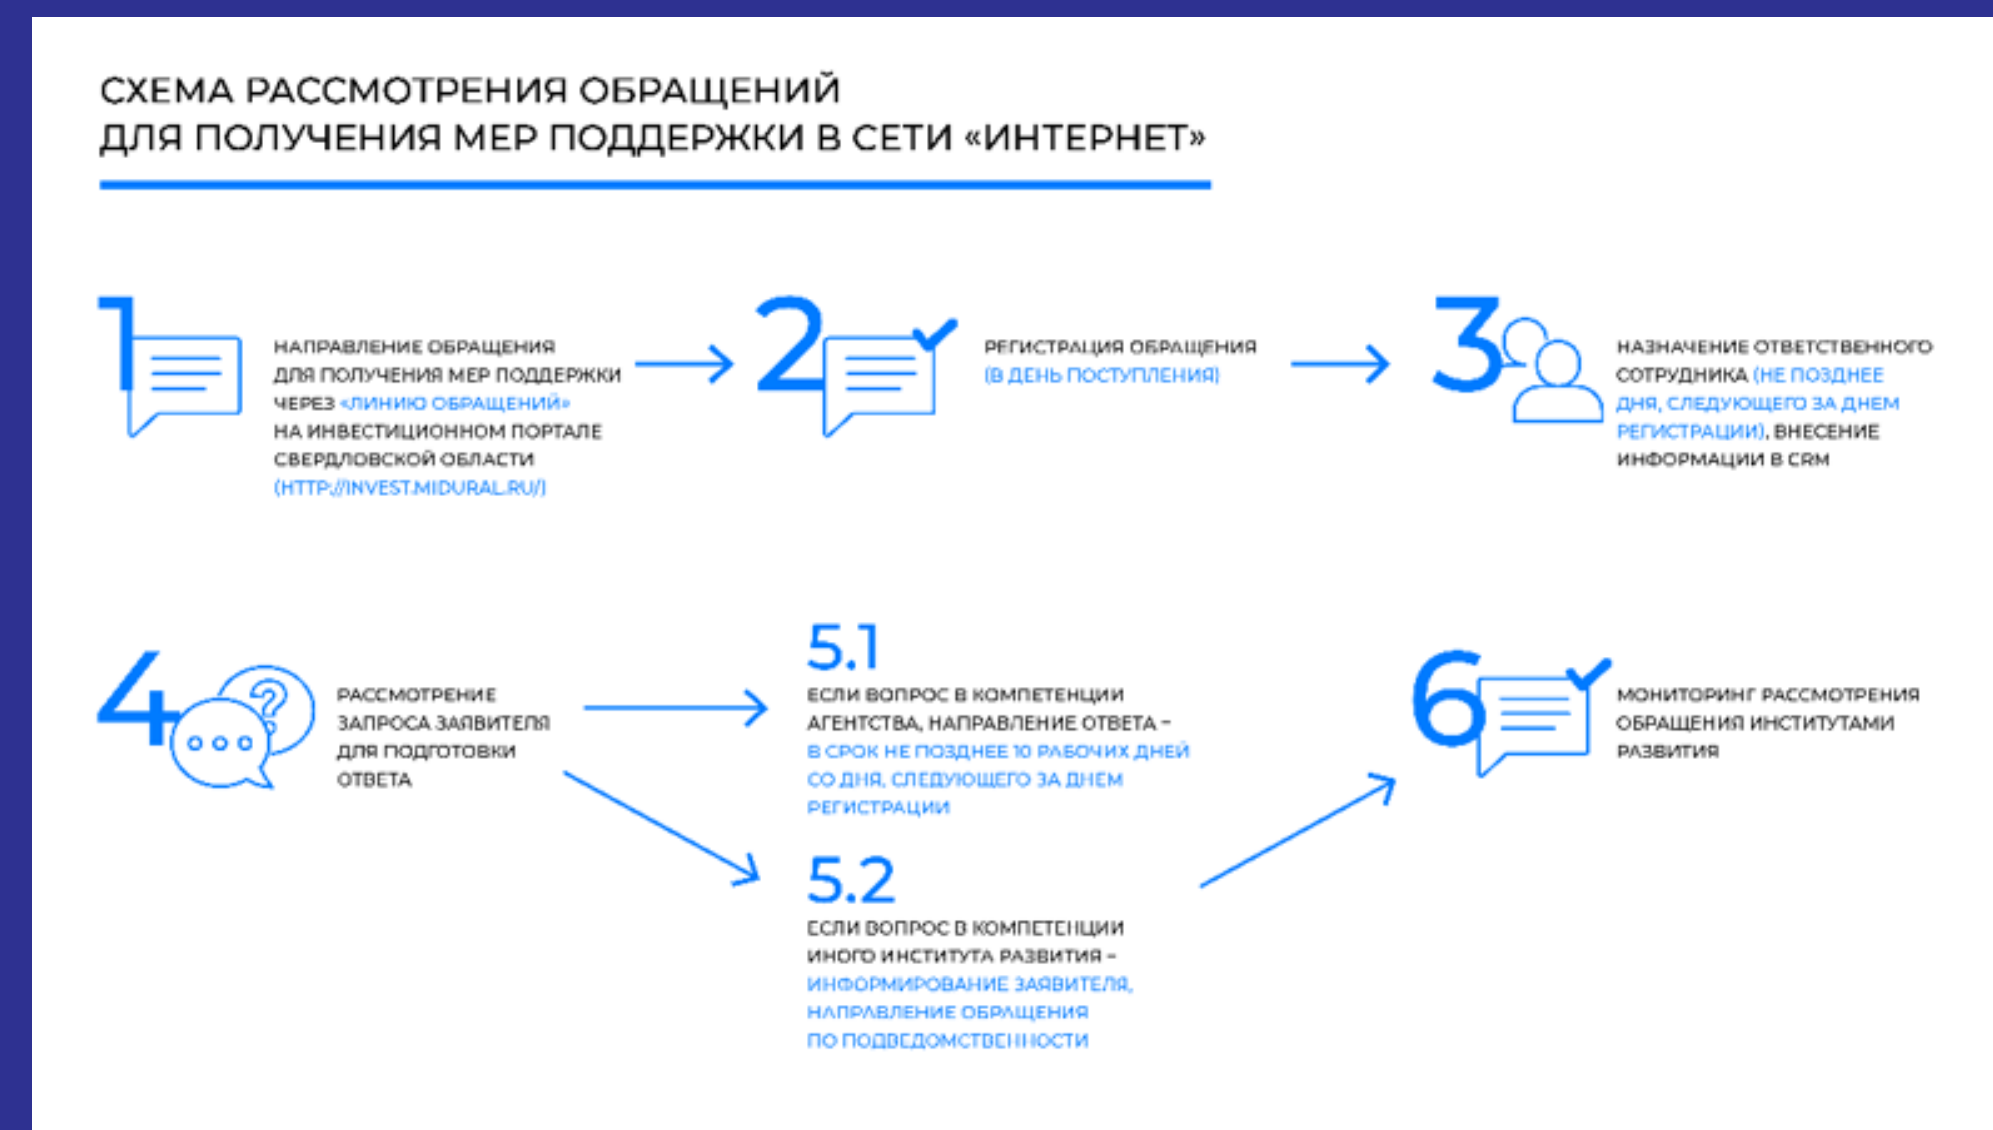 СХЕМА РАССМОТРЕНИЯ ОБРАЩЕНИЙ
ДЛЯ ПОЛУЧЕНИЯ МЕР ПОДДЕРЖКИ В СЕТИ «ИНТЕРНЕТ»
1
НАПРАВЛЕНИЕ ОБРАЩЕНИЯ
ДЛЯ ПОЛУЧЕНИЯ МЕР ПОДДЕРЖКИ
ЧЕРЕЗ «ЛИНИЮ ОБРАЩЕНИЙ»
НА ИНВЕСТИЦИОННОМ ПОРТАЛЕ
СВЕРДЛОВСКОЙ ОБЛАСТИ
(HTTP://INVEST.MIDURAL.RU/)
2
РЕГИСТРАЦИЯ ОБРАЩЕНИЯ
(В ДЕНЬ ПОСТУПЛЕНИЯ)
3
НАЗНАЧЕНИЕ ОТВЕТСТВЕННОГО
СОТРУДНИКА (НЕ ПОЗДНЕЕ
ДНЯ, СЛЕДУЮЩЕГО ЗА ДНЕМ
РЕГИСТРАЦИИ), ВНЕСЕНИЕ
ИНФОРМАЦИИ В CRM
4
РАССМОТРЕНИЕ
ЗАПРОСА ЗАЯВИТЕЛЯ
ДЛЯ ПОДГОТОВКИ
ОТВЕТА
5.1
ЕСЛИ ВОПРОС В КОМПЕТЕНЦИИ
АГЕНТСТВА, НАПРАВЛЕНИЕ ОТВЕТА –
В СРОК НЕ ПОЗДНЕЕ 10 РАБОЧИХ ДНЕЙ
СО ДНЯ, СЛЕДУЮЩЕГО ЗА ДНЕМ
РЕГИСТРАЦИИ
5.2
ЕСЛИ ВОПРОС В КОМПЕТЕНЦИИ
ИНОГО ИНСТИТУТА РАЗВИТИЯ –
ИНФОРМИРОВАНИЕ ЗАЯВИТЕЛЯ,
НАПРАВЛЕНИЕ ОБРАЩЕНИЯ
ПО ПОДВЕДОМСТВЕННОСТИ
6
МОНИТОРИНГ РАССМОТРЕНИЯ
ОБРАЩЕНИЯ ИНСТИТУТАМИ
РАЗВИТИЯ